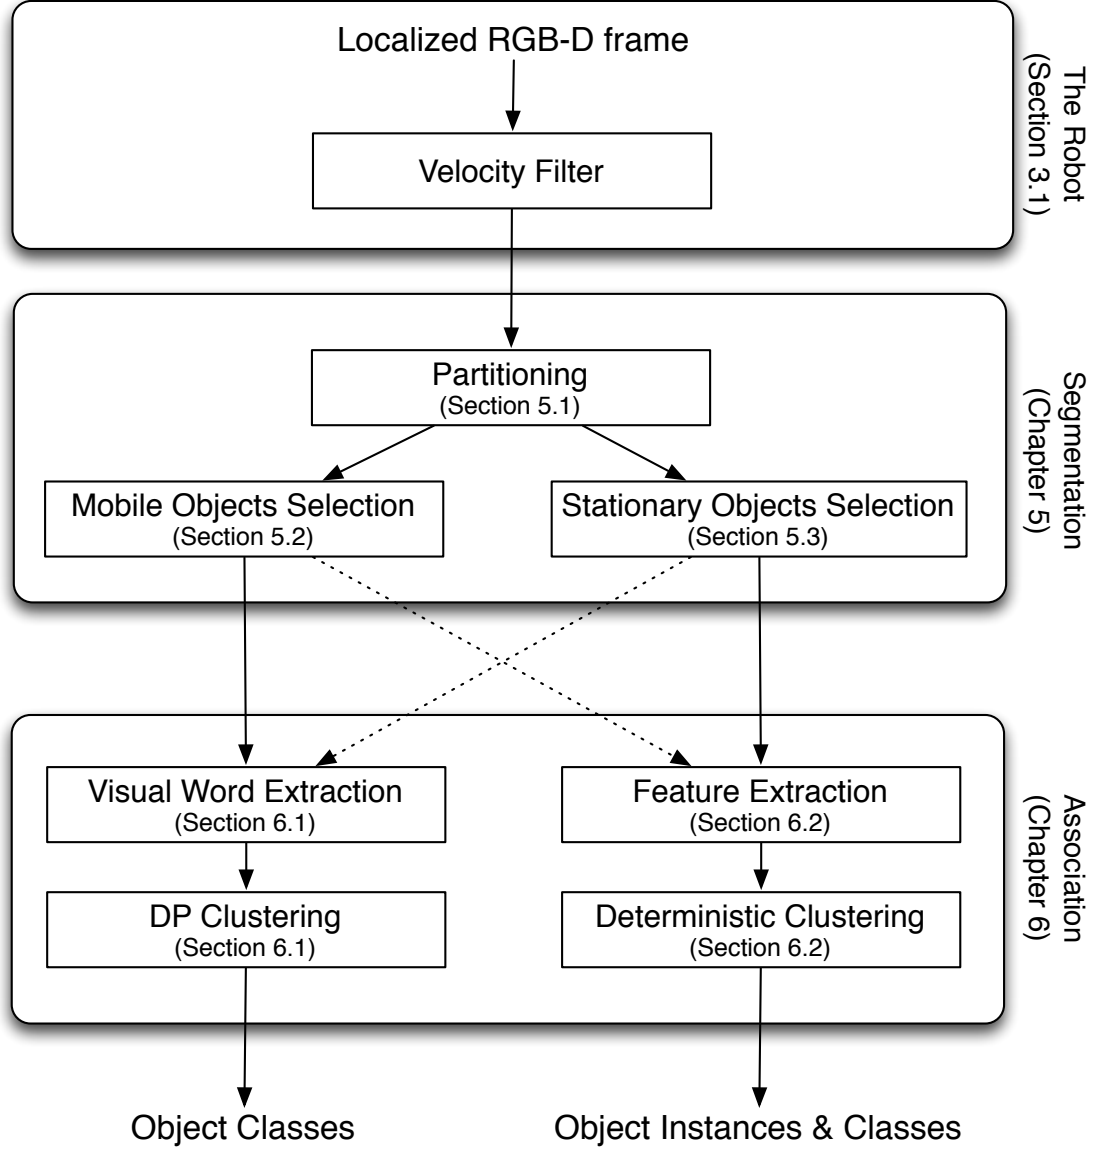 Localized RGB-D frame
Velocity Filter
The Robot
(Section 3.1)
Partitioning
(Section 5.1)
Mobile Objects Selection
(Section 5.2)
Stationary Objects Selection
(Section 5.3)
Segmentation
(Chapter 5)
Visual Word Extraction
(Section 6.1)
Feature Extraction
(Section 6.2)
DP Clustering
(Section 6.1)
Deterministic Clustering
(Section 6.2)
Association
(Chapter 6)
Object Classes
Object Instances & Classes